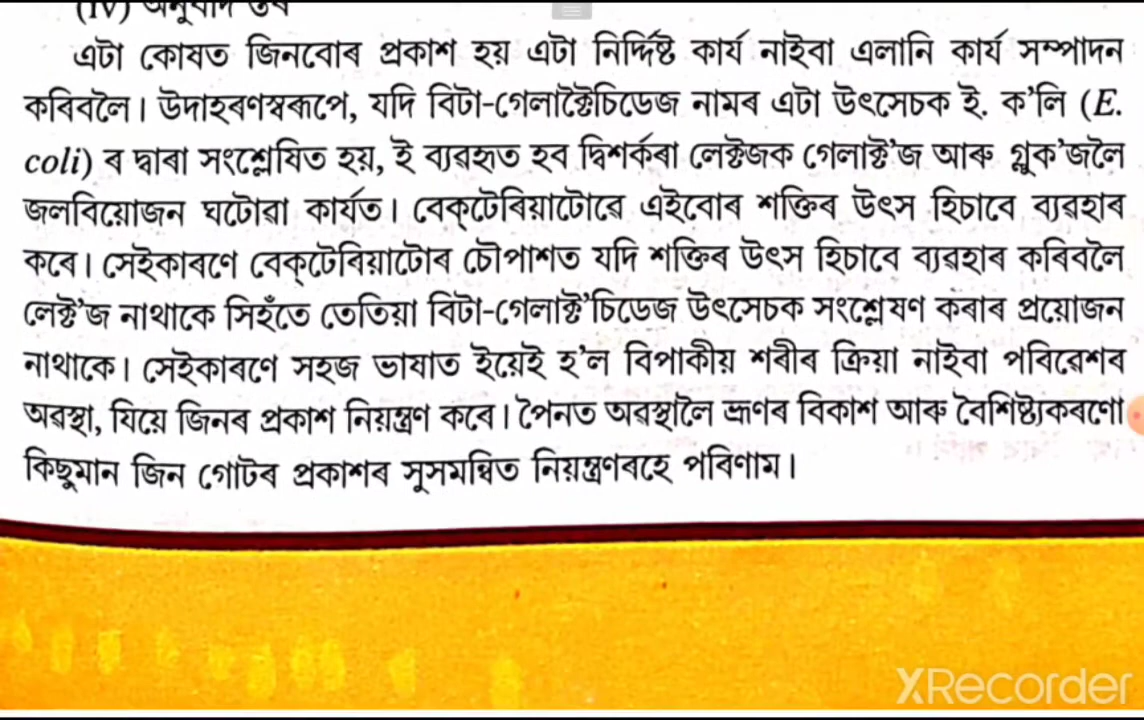 (iv) অনুবাদ স্তৰ
এটা কোষত জিনবোৰ প্ৰকাশ হয় এটা নিৰ্দ্দিষ্ট কাৰ্য নাইবা এলানি কাৰ্য সম্পাদন
কৰিবলৈ। উদাহৰণস্বৰূপে, যদি বিটা-গেলাক্টৈচিডেজ নামৰ এটা উৎসেচক ই. ক'লি (E.
coli) ৰ দ্বাৰা সংশ্লেষিত হয়, ই ব্যৱহৃত হব দ্বিশৰ্কৰা লেক্টজক গেলাক্ট'জ আৰু গ্লুক'জলৈ
জলবিয়োজন ঘটোৱা কাৰ্যত। বেক্‌টেৰিয়াটোৱে এইবোৰ শক্তিৰ উৎস হিচাবে ব্যৱহাৰ
কৰে। সেইকাৰণে বেক্‌টেৰিয়াটোৰ চৌপাশত যদি শক্তিৰ উৎস হিচাবে ব্যৱহাৰ কৰিবলৈ
লেক্ট'জ নাথাকে সিহঁতে তেতিয়া বিটা-গেলাক্ট'চিডেজ উৎসেচক সংশ্লেষণ কৰাৰ প্ৰয়োজন
নাথাকে। সেইকাৰণে সহজ ভাষাত ইয়েই হ'ল বিপাকীয় শৰীৰ ক্ৰিয়া নাইবা পৰিৱেশৰ
অৱস্থা, যিয়ে জিনৰ প্ৰকাশ নিয়ন্ত্ৰণ কৰে। পৈনত অৱস্থালৈ ভ্ৰূণৰ বিকাশ আৰু বৈশিষ্ট্যকৰণো
কিছুমান জিন গোটৰ প্ৰকাশৰ সুসমন্বিত নিয়ন্ত্ৰণৰহে পৰিণাম।
XRecorder